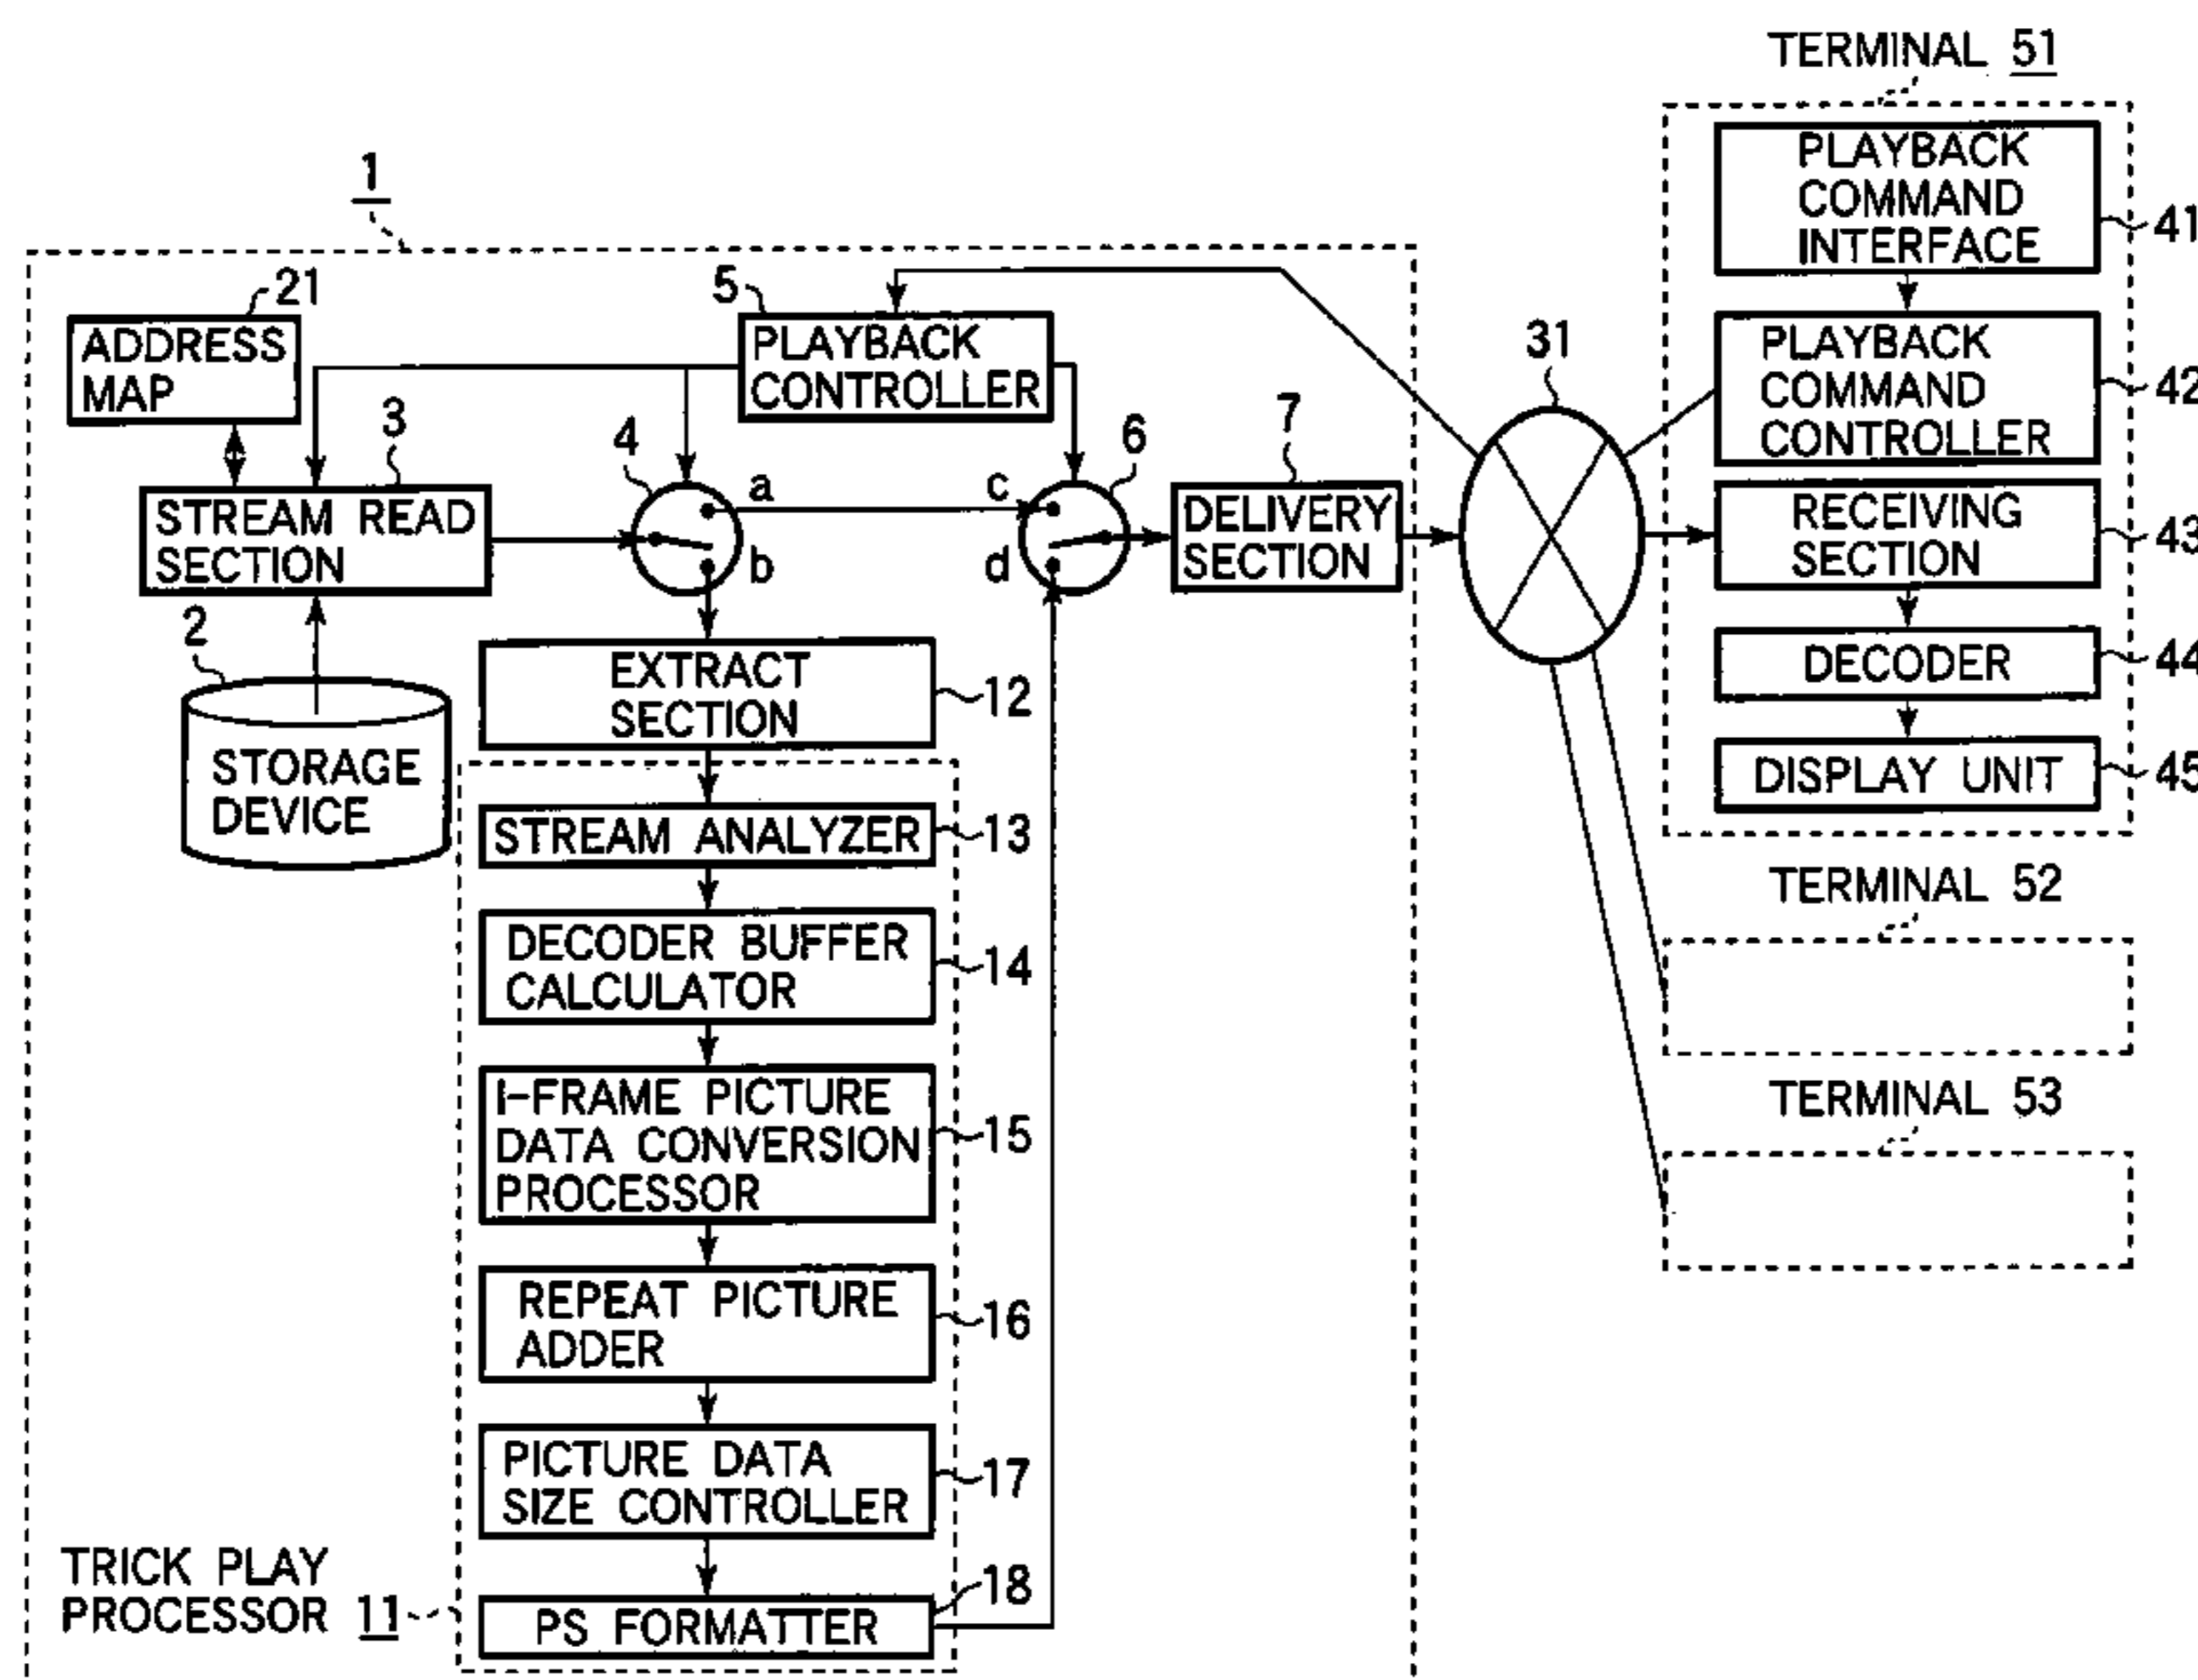 TERMINAL 51
1
PLAYBACK
COMMAND
INTERFACE
41
21
5
ADDRESS
MAP
PLAYBACK
CONTROLLER
31
PLAYBACK
COMMAND
CONTROLLER
42
3
4
6
7
a
c
STREAM READ
SECTION
DELIVERY
SECTION
RECEIVING
SECTION
43
b
d
2
EXTRACT
SECTION
12
DECODER
44
STORAGE
DEVICE
DISPLAY UNIT
45
STREAM ANALYZER
13
TERMINAL 52
DECODER BUFFER
CALCULATOR
14
I-FRAME PICTURE
DATA CONVERSION
PROCESSOR
15
TERMINAL 53
REPEAT PICTURE
ADDER
16
PICTURE DATA
SIZE CONTROLLER
17
TRICK PLAY
PROCESSOR 11
PS FORMATTER
18